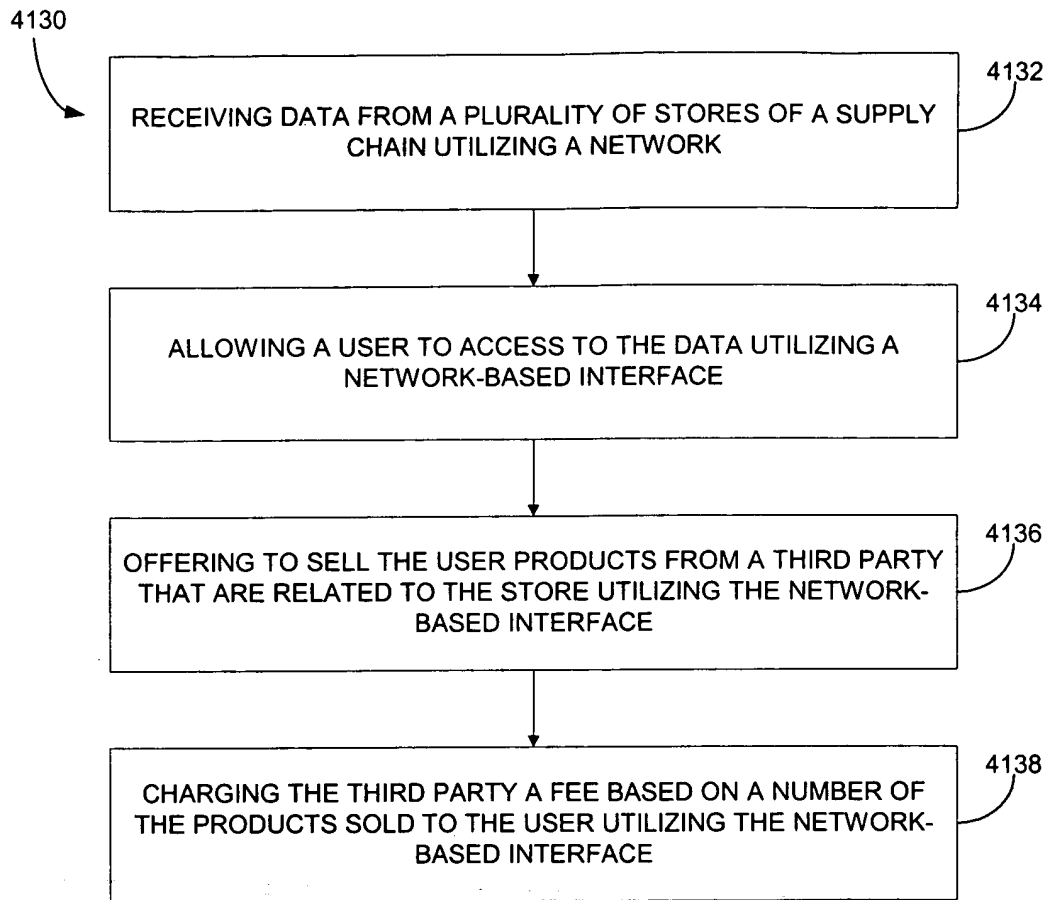 4130
4132
RECEIVING DATA FROM A PLURALITY OF STORES OF A SUPPLY
CHAIN UTILIZING A NETWORK
4134
ALLOWING A USER TO ACCESS TO THE DATA UTILIZING A
NETWORK-BASED INTERFACE
4136
OFFERING TO SELL THE USER PRODUCTS FROM A THIRD PARTY
THAT ARE RELATED TO THE STORE UTILIZING THE NETWORK-
BASED INTERFACE
4138
CHARGING THE THIRD PARTY A FEE BASED ON A NUMBER OF
THE PRODUCTS SOLD TO THE USER UTILIZING THE NETWORK-
BASED INTERFACE